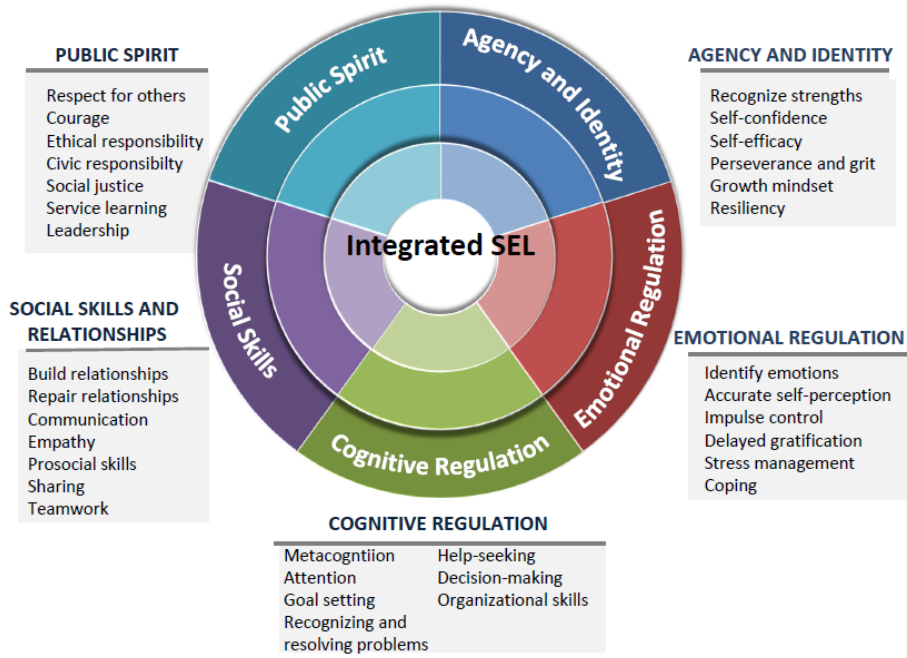 PUBLIC SPIRIT
Respect for others
Courage
Ethical responsibility
Civic responsibilty
Social justice
Service learning
Leadership
SOCIAL SKILLS AND
RELATIONSHIPS
Build relationships
Repair relationships
Communication
Empathy
Prosocial skills
Sharing
Teamwork
Public Spirit
Agency and Identity
Integrated SEL
Social Skills
Emotional Regulation
Cognitive Regulation
AGENCY AND IDENTITY
Recognize strengths
Self-confidence
Self-efficacy
Perseverance and grit
Growth mindset
Resiliency
EMOTIONAL REGULATION
Identify emotions
Accurate self-perception
Impulse control
Delayed gratification
Stress management
Coping
COGNITIVE REGULATION
Metacogntiion
Attention
Goal setting
Recognizing and
resolving problems
Help-seeking
Decision-making
Organizational skills